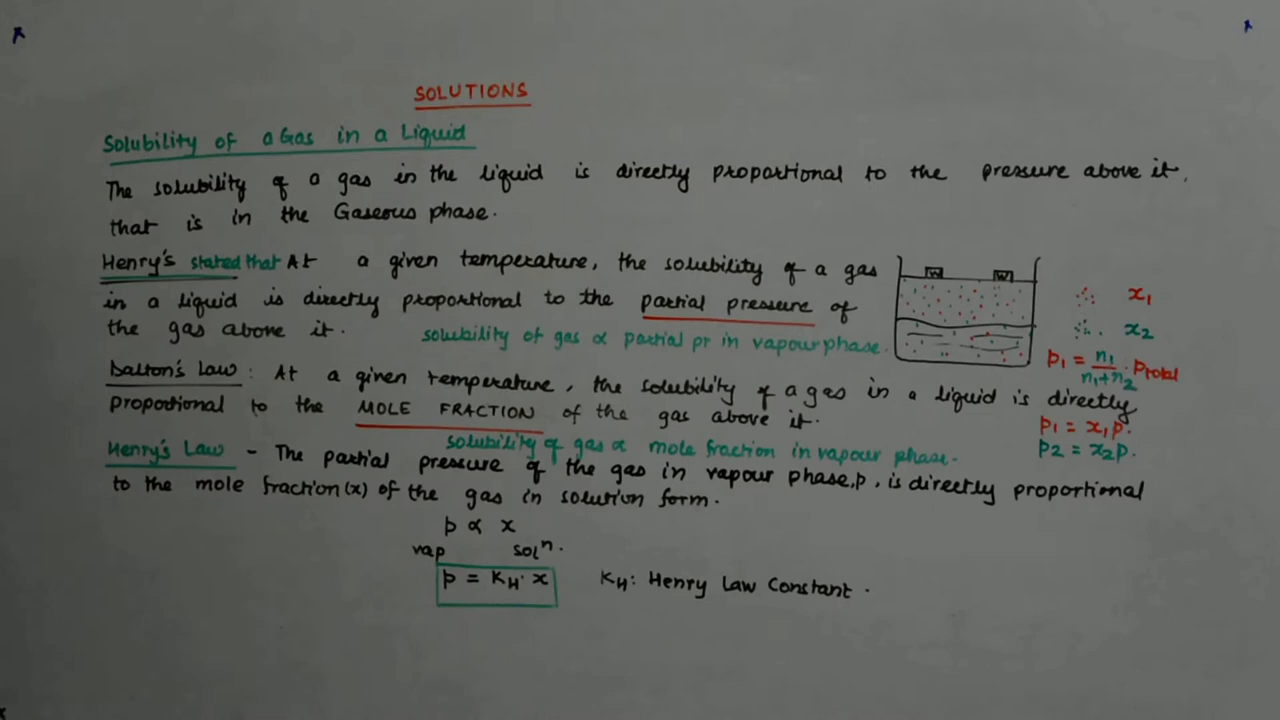 SOLUTIONS
Solubility of a Gas in a Liquid
The solubility of a gas in the liquid is directly proportional to the pressure above it,
that is in the Gaseous phase.
Henry's stated that At a given temperature, the solubility of a gas
in a liquid is directly proportional to the partial pressure of
the gas above it.
solubility of gas ∝ partial pr in vapour phase.
W W
x₁
x₂
p₁ = n₁/(n₁+n₂) · Ptotal
Dalton's Law: At a given temperature, the solubility of a gas in a liquid is directly
proportional to the MOLE FRACTION of the gas above it.
p₁ = x₁p.
p₂ = x₂p.
solubility of gas ∝ mole fraction in vapour phase.
Henry's Law - The partial pressure of the gas in vapour phase, p, is directly proportional
to the mole fraction (x) of the gas in solution form.
p ∝ x
vap solⁿ.
p = K_H · x K_H: Henry Law Constant.